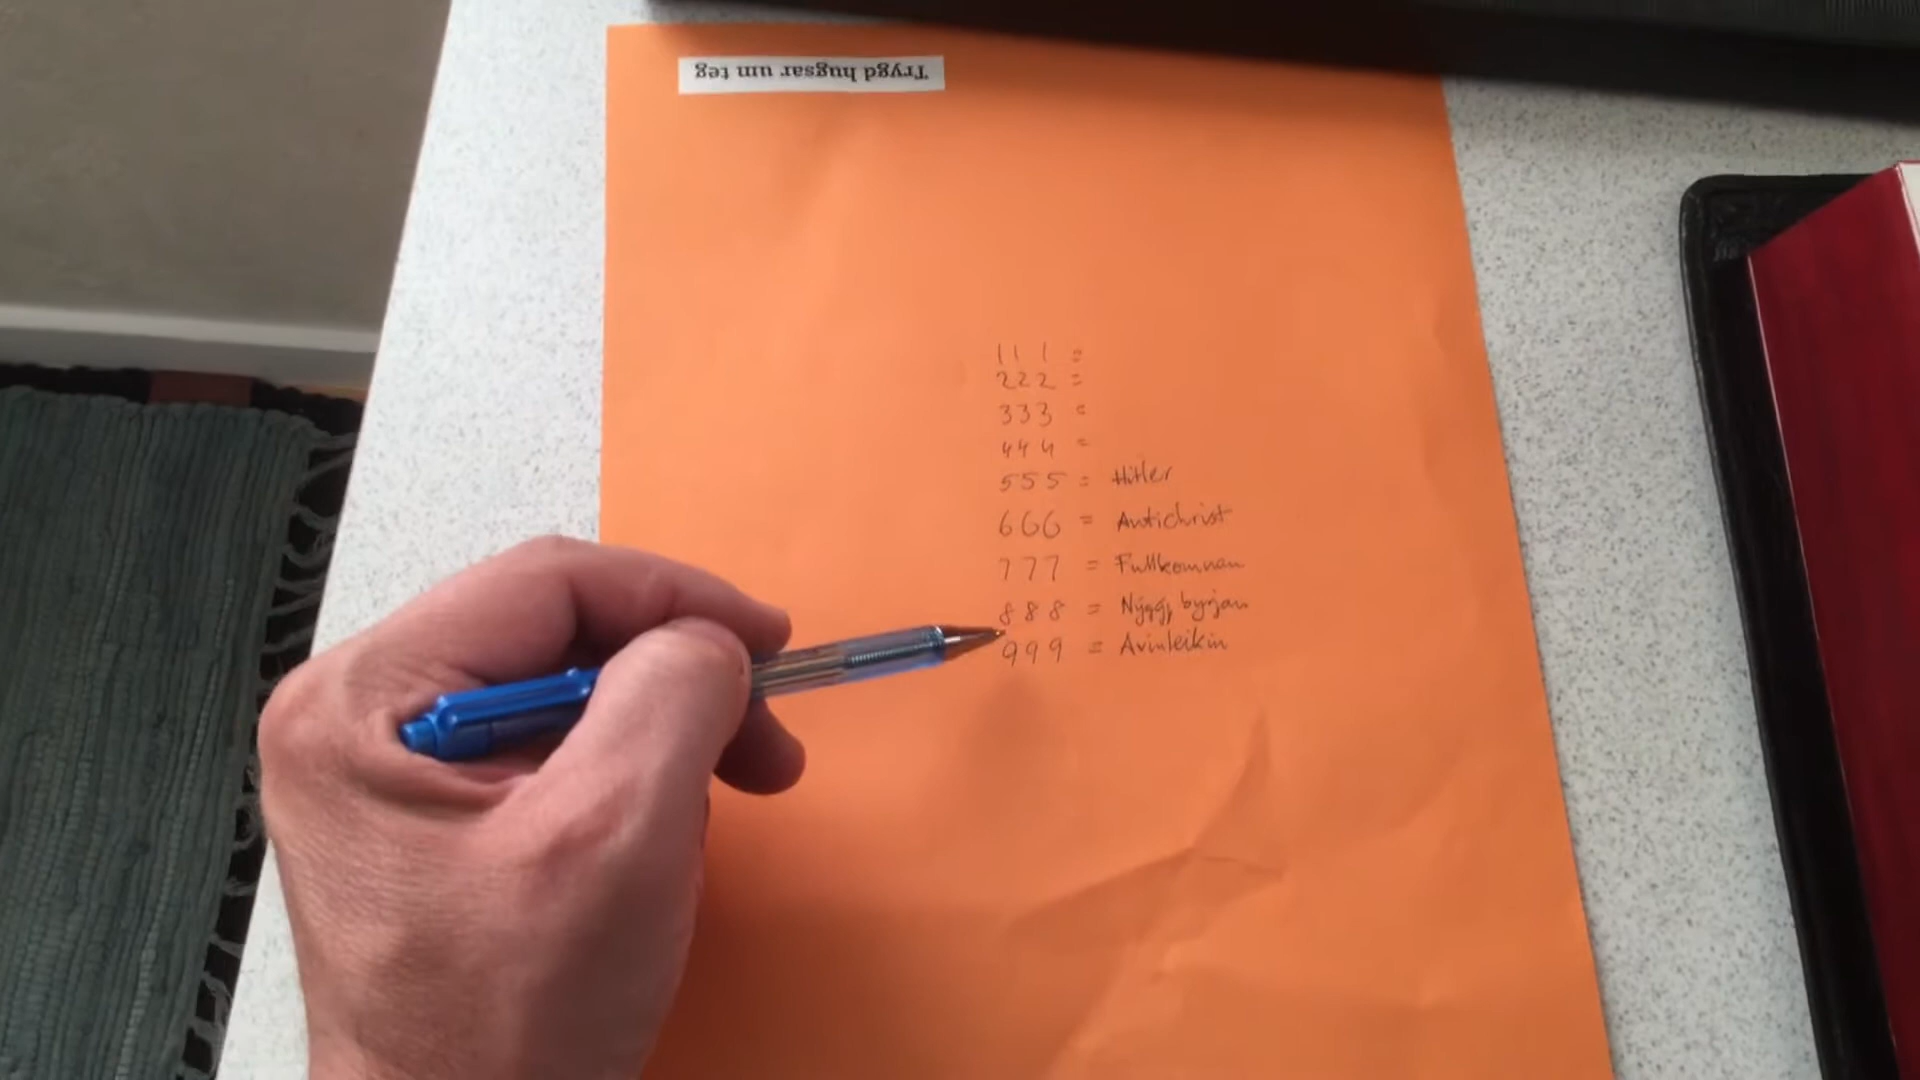 Trygd hugsar um teg
111 =
222 =
333 =
444 =
555 = Hitler
666 = Antichrist
777 = Fullkomnan
888 = Nýggj byrjan
999 = Ævinleikin